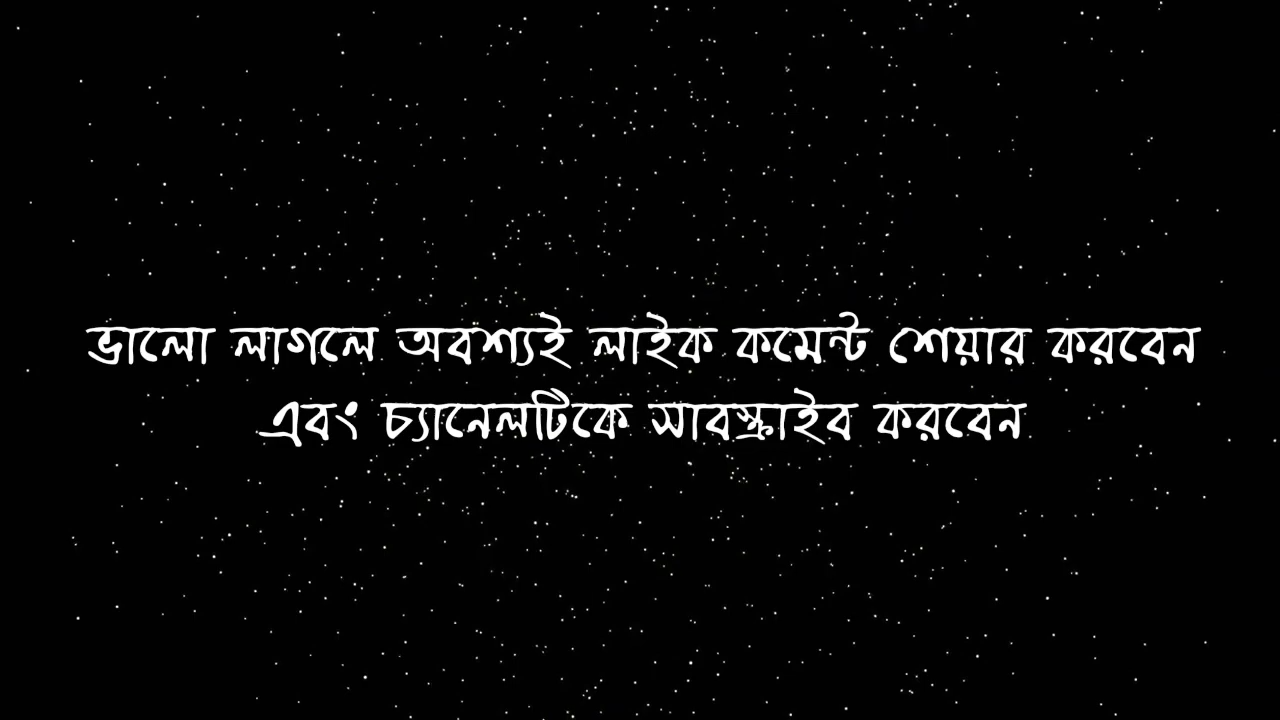 ভালো লাগলে অবশ্যই লাইক কমেন্ট শেয়ার করবেন
এবং চ্যানেলটিকে সাবস্ক্রাইব করবেন